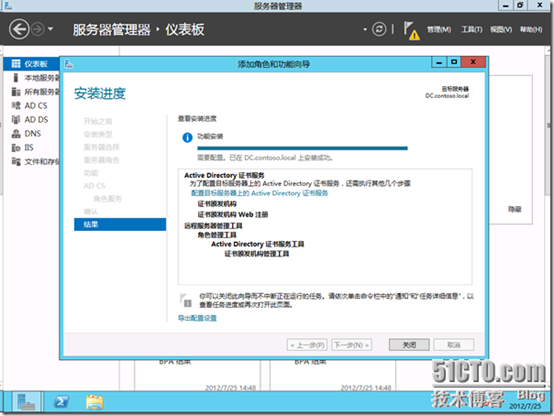 服务器管理器
服务器管理器 · 仪表板
管理(M) 工具(T) 视图(V) 帮助(H)
仪表板
本地服务器
所有服务器
AD CS
AD DS
DNS
IIS
文件和存储
添加角色和功能向导
安装进度
目标服务器
DC.contoso.local
开始之前
安装类型
服务器选择
服务器角色
功能
AD CS
角色服务
确认
结果
查看安装进度
功能安装
需要配置。已在 DC.contoso.local 上安装成功。
Active Directory 证书服务
为了配置目标服务器上的 Active Directory 证书服务，还需执行其他几个步骤
配置目标服务器上的 Active Directory 证书服务
证书颁发机构
证书颁发机构 Web 注册
远程服务器管理工具
角色管理工具
Active Directory 证书服务工具
证书颁发机构管理工具
你可以关闭此向导而不中断正在运行的任务。请依次单击命令栏中的“通知”和“任务详细信息”，以
查看任务进度或再次打开此页面。
导出配置设置
< 上一步(P)
下一步(N) >
关闭
取消
隐藏
BPA 结果
BPA 结果
2012/7/25 14:48
2012/7/25 14:48
51CTO.com
技术博客 Blog
2012/7/25